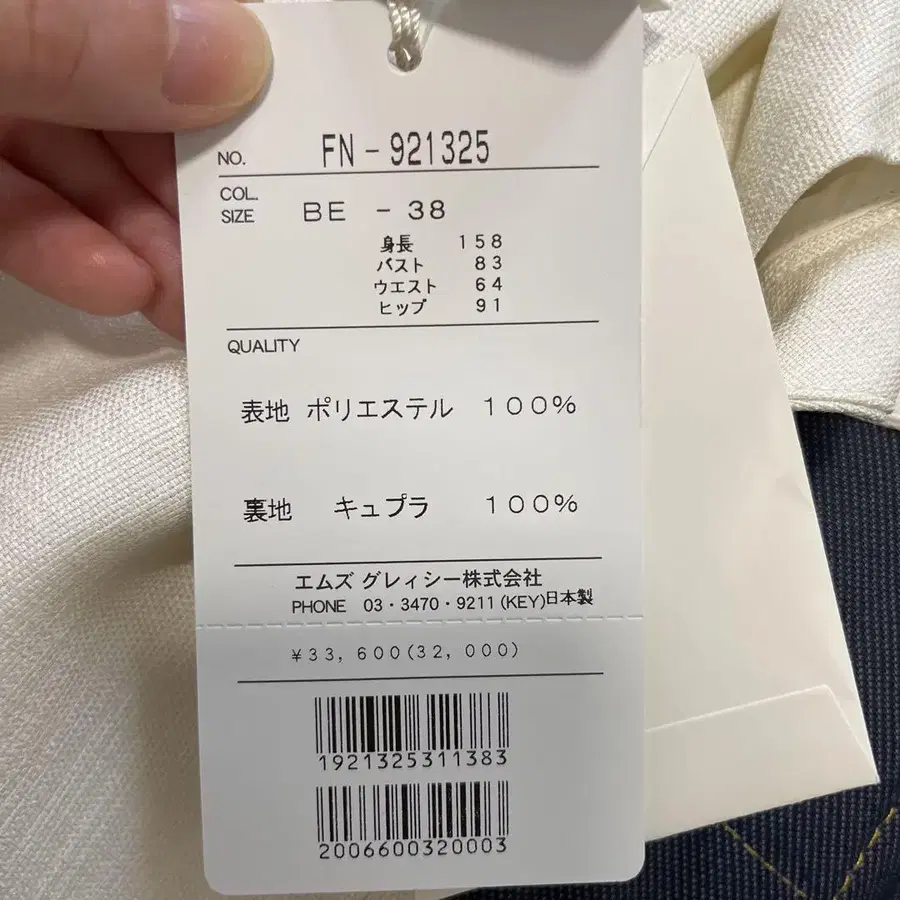 NO. FN-921325
COL.
SIZE BE -38
身長 158
バスト 83
ウエスト 64
ヒップ 91
QUALITY
表地 ポリエステル 100%
裏地 キュプラ 100%
エムズ グレィシー株式会社
PHONE 03・3470・9211 (KEY)日本製
¥33,600(32,000)
1921325311383
2006600320003